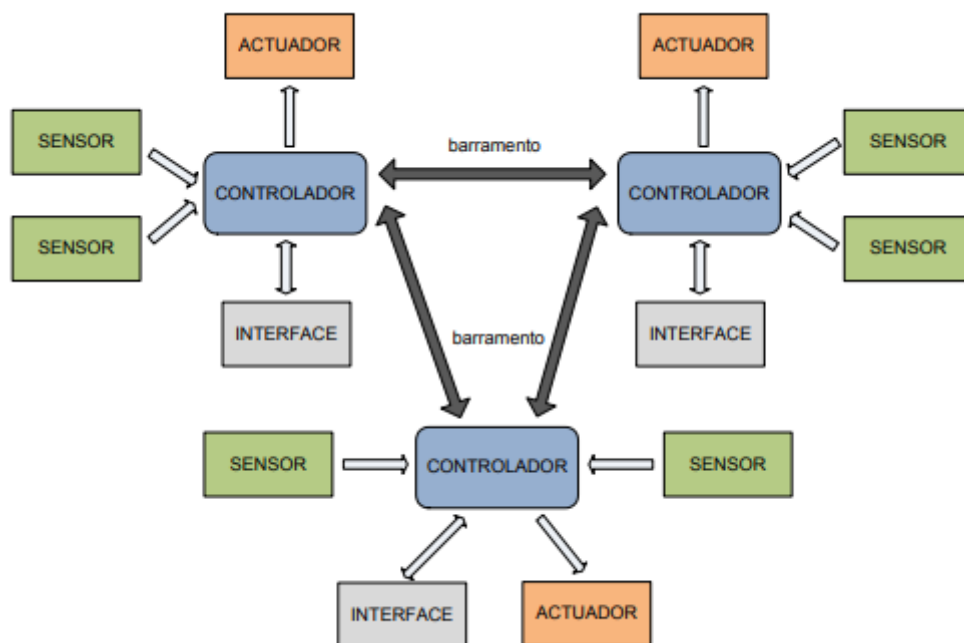 ACTUADOR
ACTUADOR
SENSOR
SENSOR
barramento
CONTROLADOR
CONTROLADOR
SENSOR
SENSOR
INTERFACE
INTERFACE
barramento
SENSOR
CONTROLADOR
SENSOR
INTERFACE
ACTUADOR